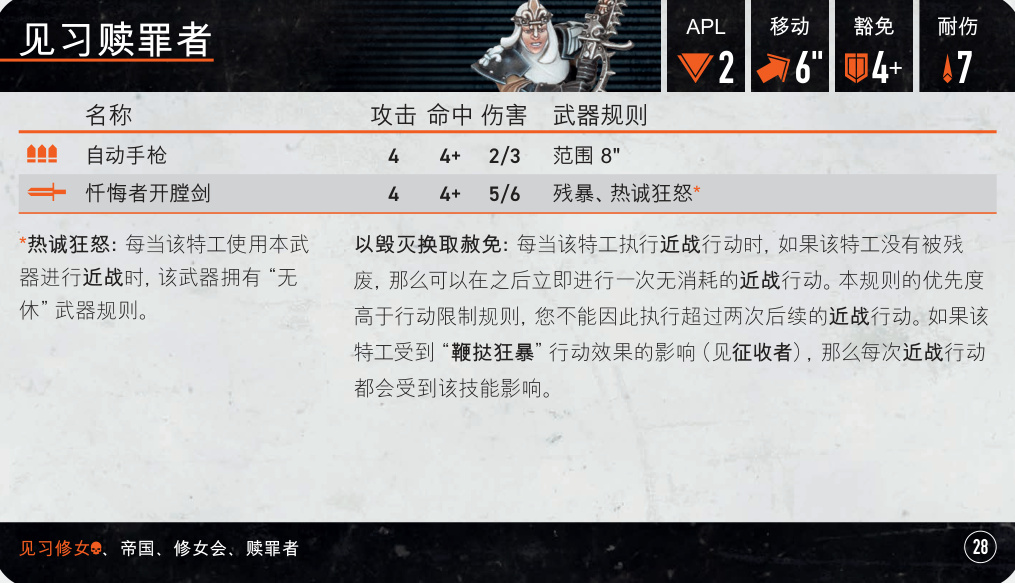 见习赎罪者
APL 移动 豁免 耐伤
2 6" 4+ 7
名称 攻击 命中 伤害 武器规则
自动手枪 4 4+ 2/3 范围 8"
忏悔者开膛剑 4 4+ 5/6 残暴、热诚狂怒*
*热诚狂怒: 每当该特工使用本武
器进行近战时, 该武器拥有 “无
休” 武器规则。
以毁灭换取赦免: 每当该特工执行近战行动时, 如果该特工没有被残
废, 那么可以在之后立即进行一次无消耗的近战行动。本规则的优先度
高于行动限制规则, 您不能因此执行超过两次后续的近战行动。如果该
特工受到 “鞭挞狂暴” 行动效果的影响 (见征收者), 那么每次近战行动
都会受到该技能影响。
见习修女、帝国、修女会、赎罪者
28